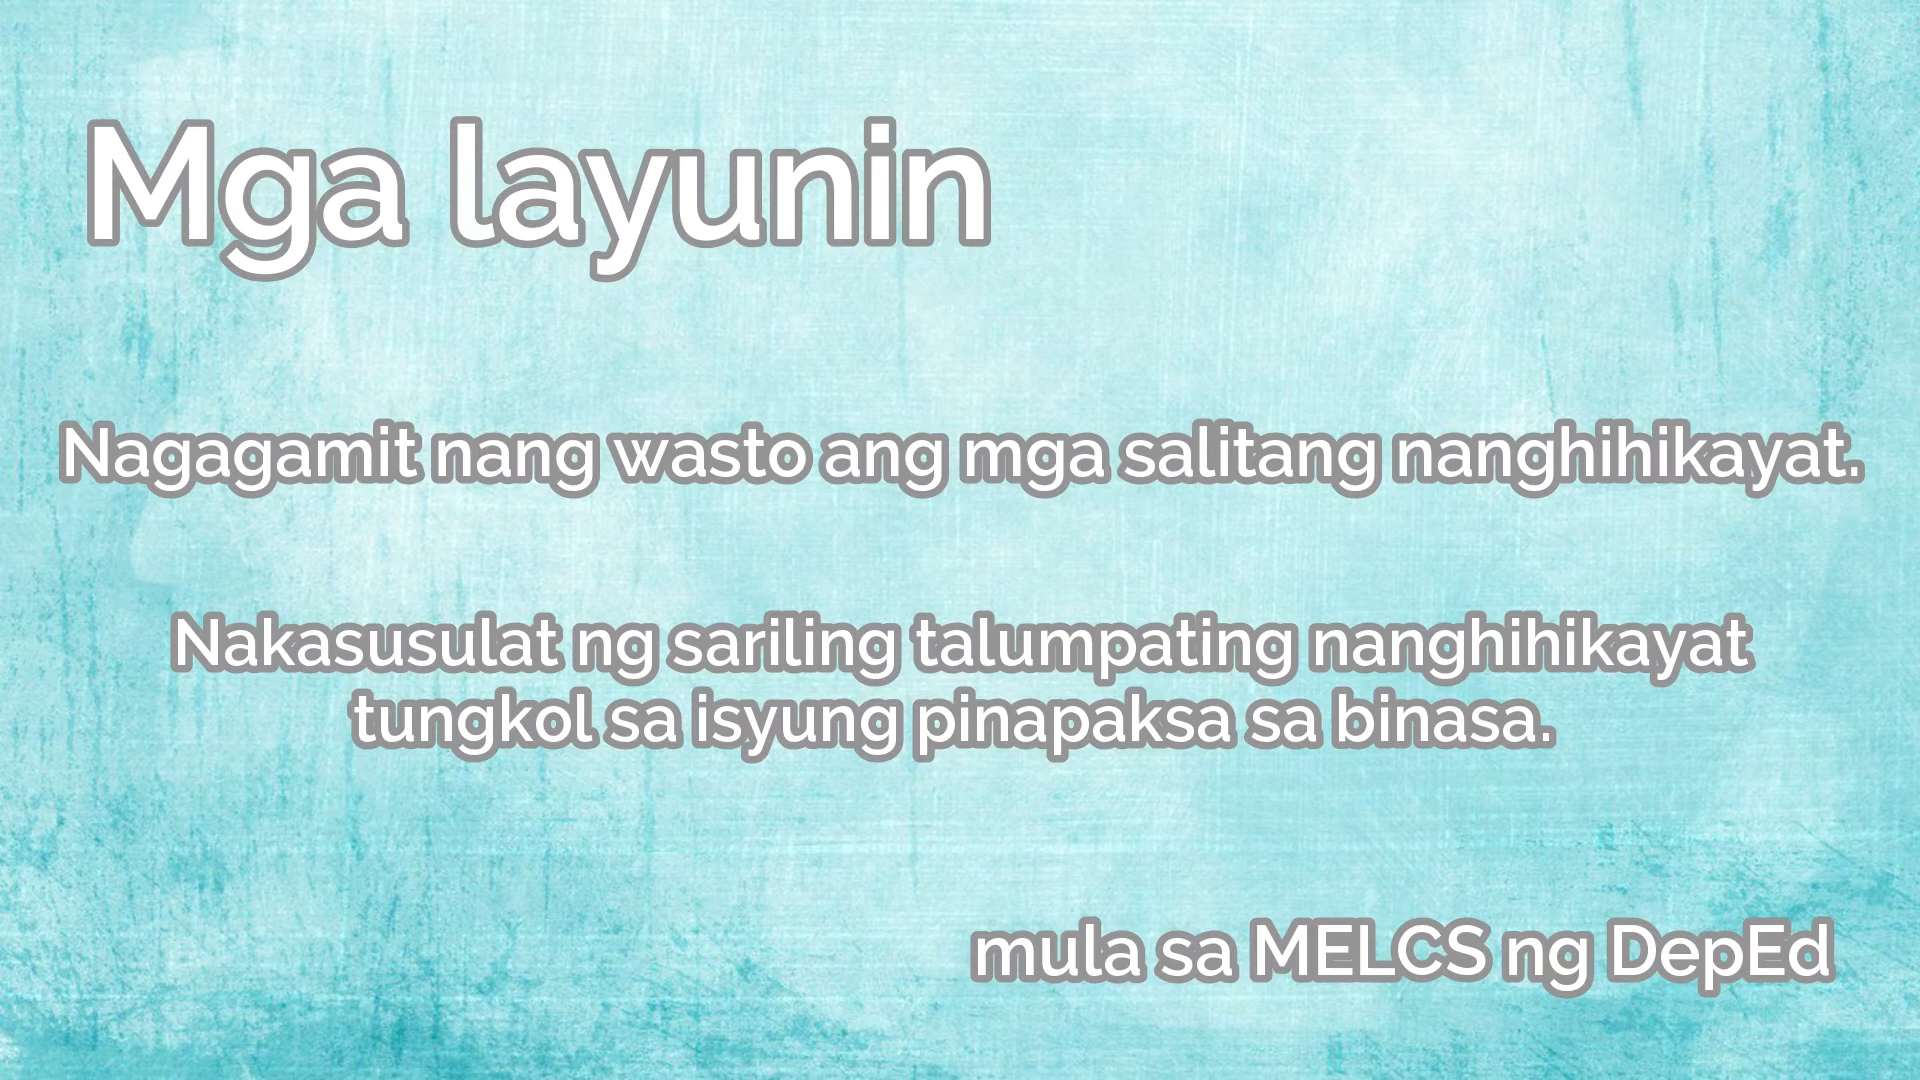 Mga layunin
Nagagamit nang wasto ang mga salitang nanghihikayat.
Nakasusulat ng sariling talumpating nanghihikayat
tungkol sa isyung pinapaksa sa binasa.
mula sa MELCS ng DepEd